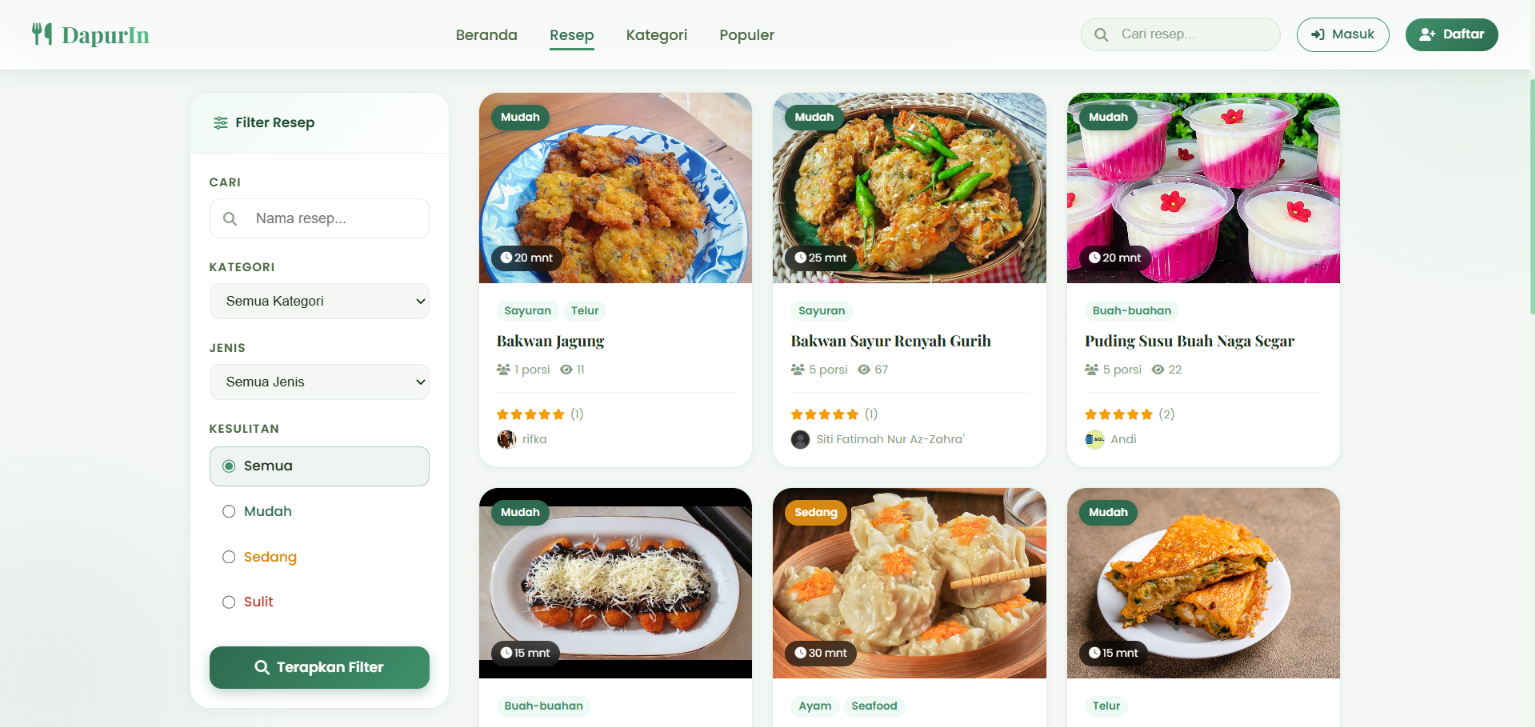 DapurIn
Beranda Resep Kategori Populer
Cari resep...
Masuk
Daftar
Filter Resep
CARI
Nama resep...
KATEGORI
Semua Kategori
JENIS
Semua Jenis
KESULITAN
Semua
Mudah
Sedang
Sulit
Terapkan Filter
Mudah
20 mnt
Sayuran Telur
Bakwan Jagung
1 porsi 11
(1)
rifka
Mudah
25 mnt
Sayuran
Bakwan Sayur Renyah Gurih
5 porsi 67
(1)
Siti Fatimah Nur Az-Zahra'
Mudah
20 mnt
Buah-buahan
Puding Susu Buah Naga Segar
5 porsi 22
(2)
Andi
Mudah
15 mnt
Buah-buahan
Sedang
30 mnt
Ayam Seafood
Mudah
15 mnt
Telur